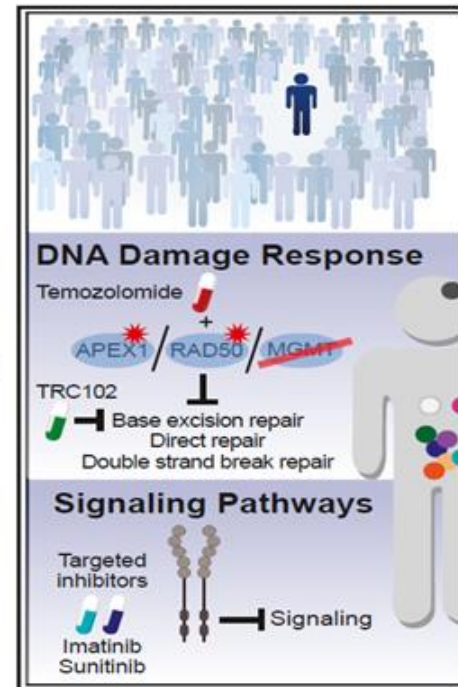 DNA Damage Response
Temozolomide
+
APEX1 / RAD50 / MGMT
TRC102
Base excision repair
Direct repair
Double strand break repair
Signaling Pathways
Targeted
inhibitors
Signaling
Imatinib
Sunitinib